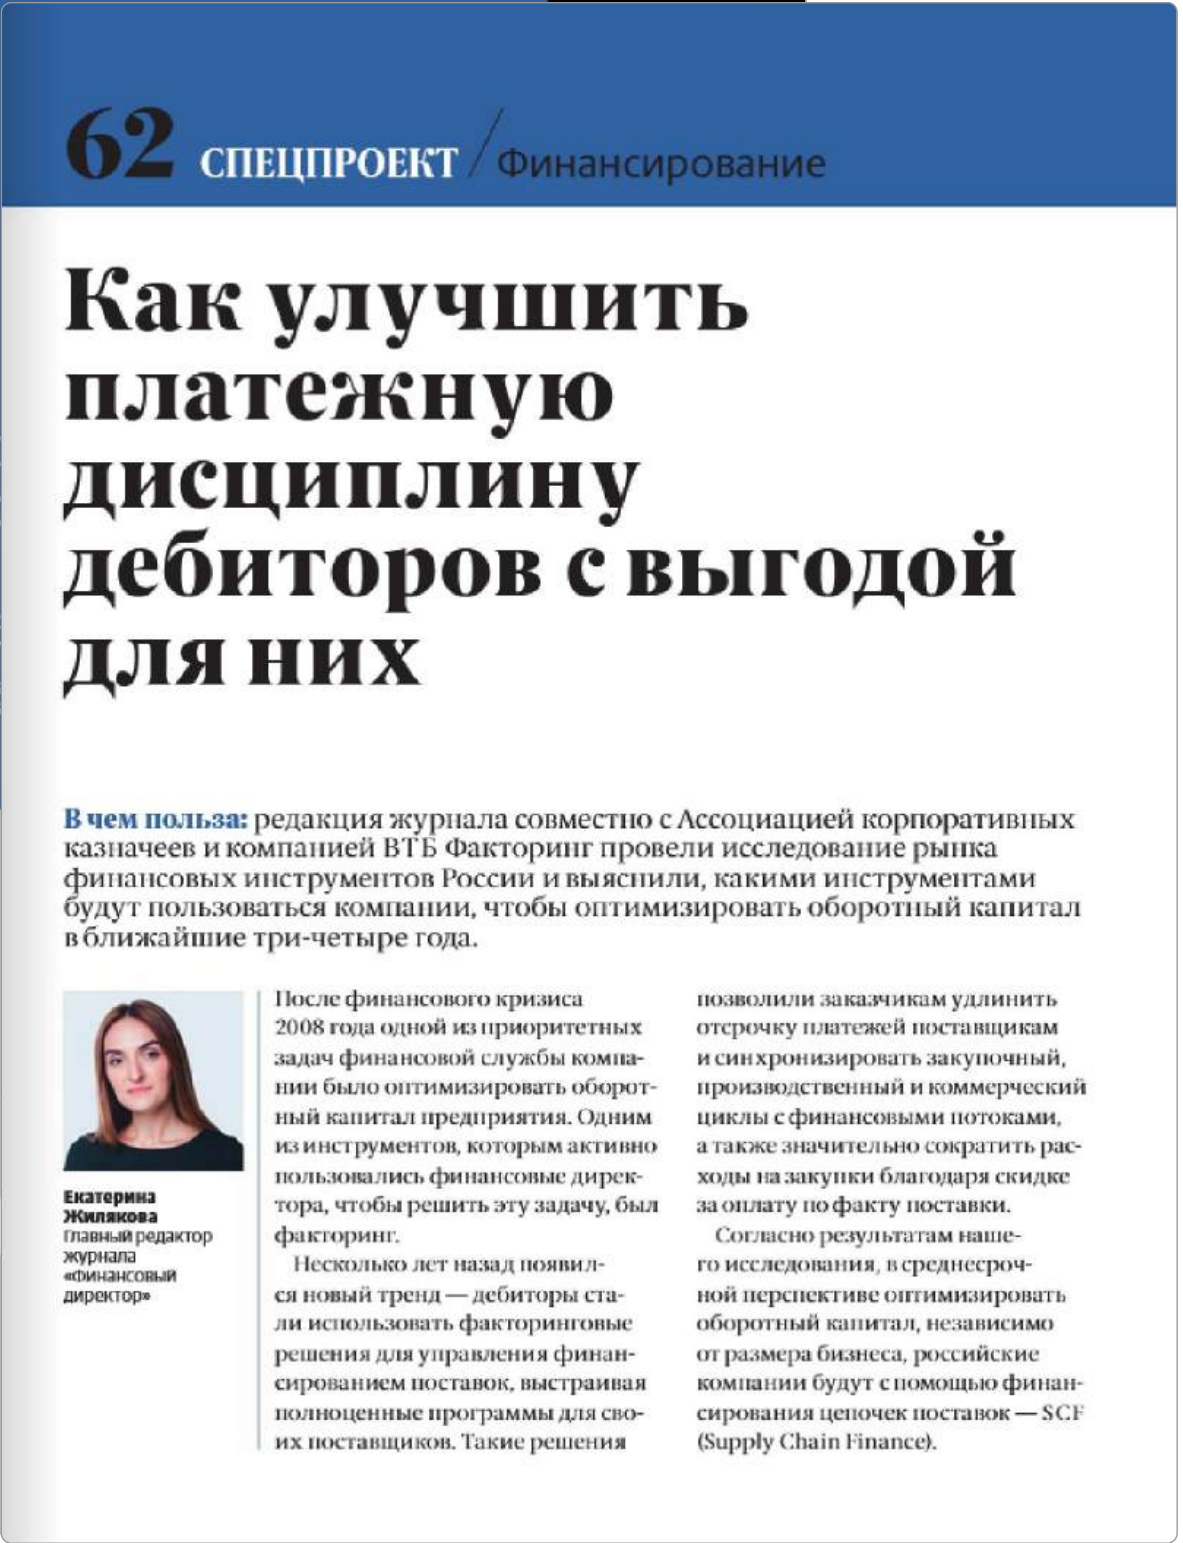 62 СПЕЦПРОЕКТ / Финансирование
Как улучшить
платежную
дисциплину
дебиторов с выгодой
для них
В чем польза: редакция журнала совместно с Ассоциацией корпоративных
казначеев и компанией ВТБ Факторинг провели исследование рынка
финансовых инструментов России и выяснили, какими инструментами
будут пользоваться компании, чтобы оптимизировать оборотный капитал
в ближайшие три-четыре года.
Екатерина
Жилякова
Главный редактор
журнала
«Финансовый
директор»
После финансового кризиса
2008 года одной из приоритетных
задач финансовой службы компа-
нии было оптимизировать оборот-
ный капитал предприятия. Одним
из инструментов, которым активно
пользовались финансовые дирек-
тора, чтобы решить эту задачу, был
факторинг.
Несколько лет назад появил-
ся новый тренд — дебиторы ста-
ли использовать факторинговые
решения для управления финан-
сированием поставок, выстраивая
полноценные программы для сво-
их поставщиков. Такие решения
позволили заказчикам удлинить
отсрочку платежей поставщикам
и синхронизировать закупочный,
производственный и коммерческий
циклы с финансовыми потоками,
а также значительно сократить рас-
ходы на закупки благодаря скидке
за оплату по факту поставки.
Согласно результатам наше-
го исследования, в среднесроч-
ной перспективе оптимизировать
оборотный капитал, независимо
от размера бизнеса, российские
компании будут с помощью финан-
сирования цепочек поставок — SCF
(Supply Chain Finance).